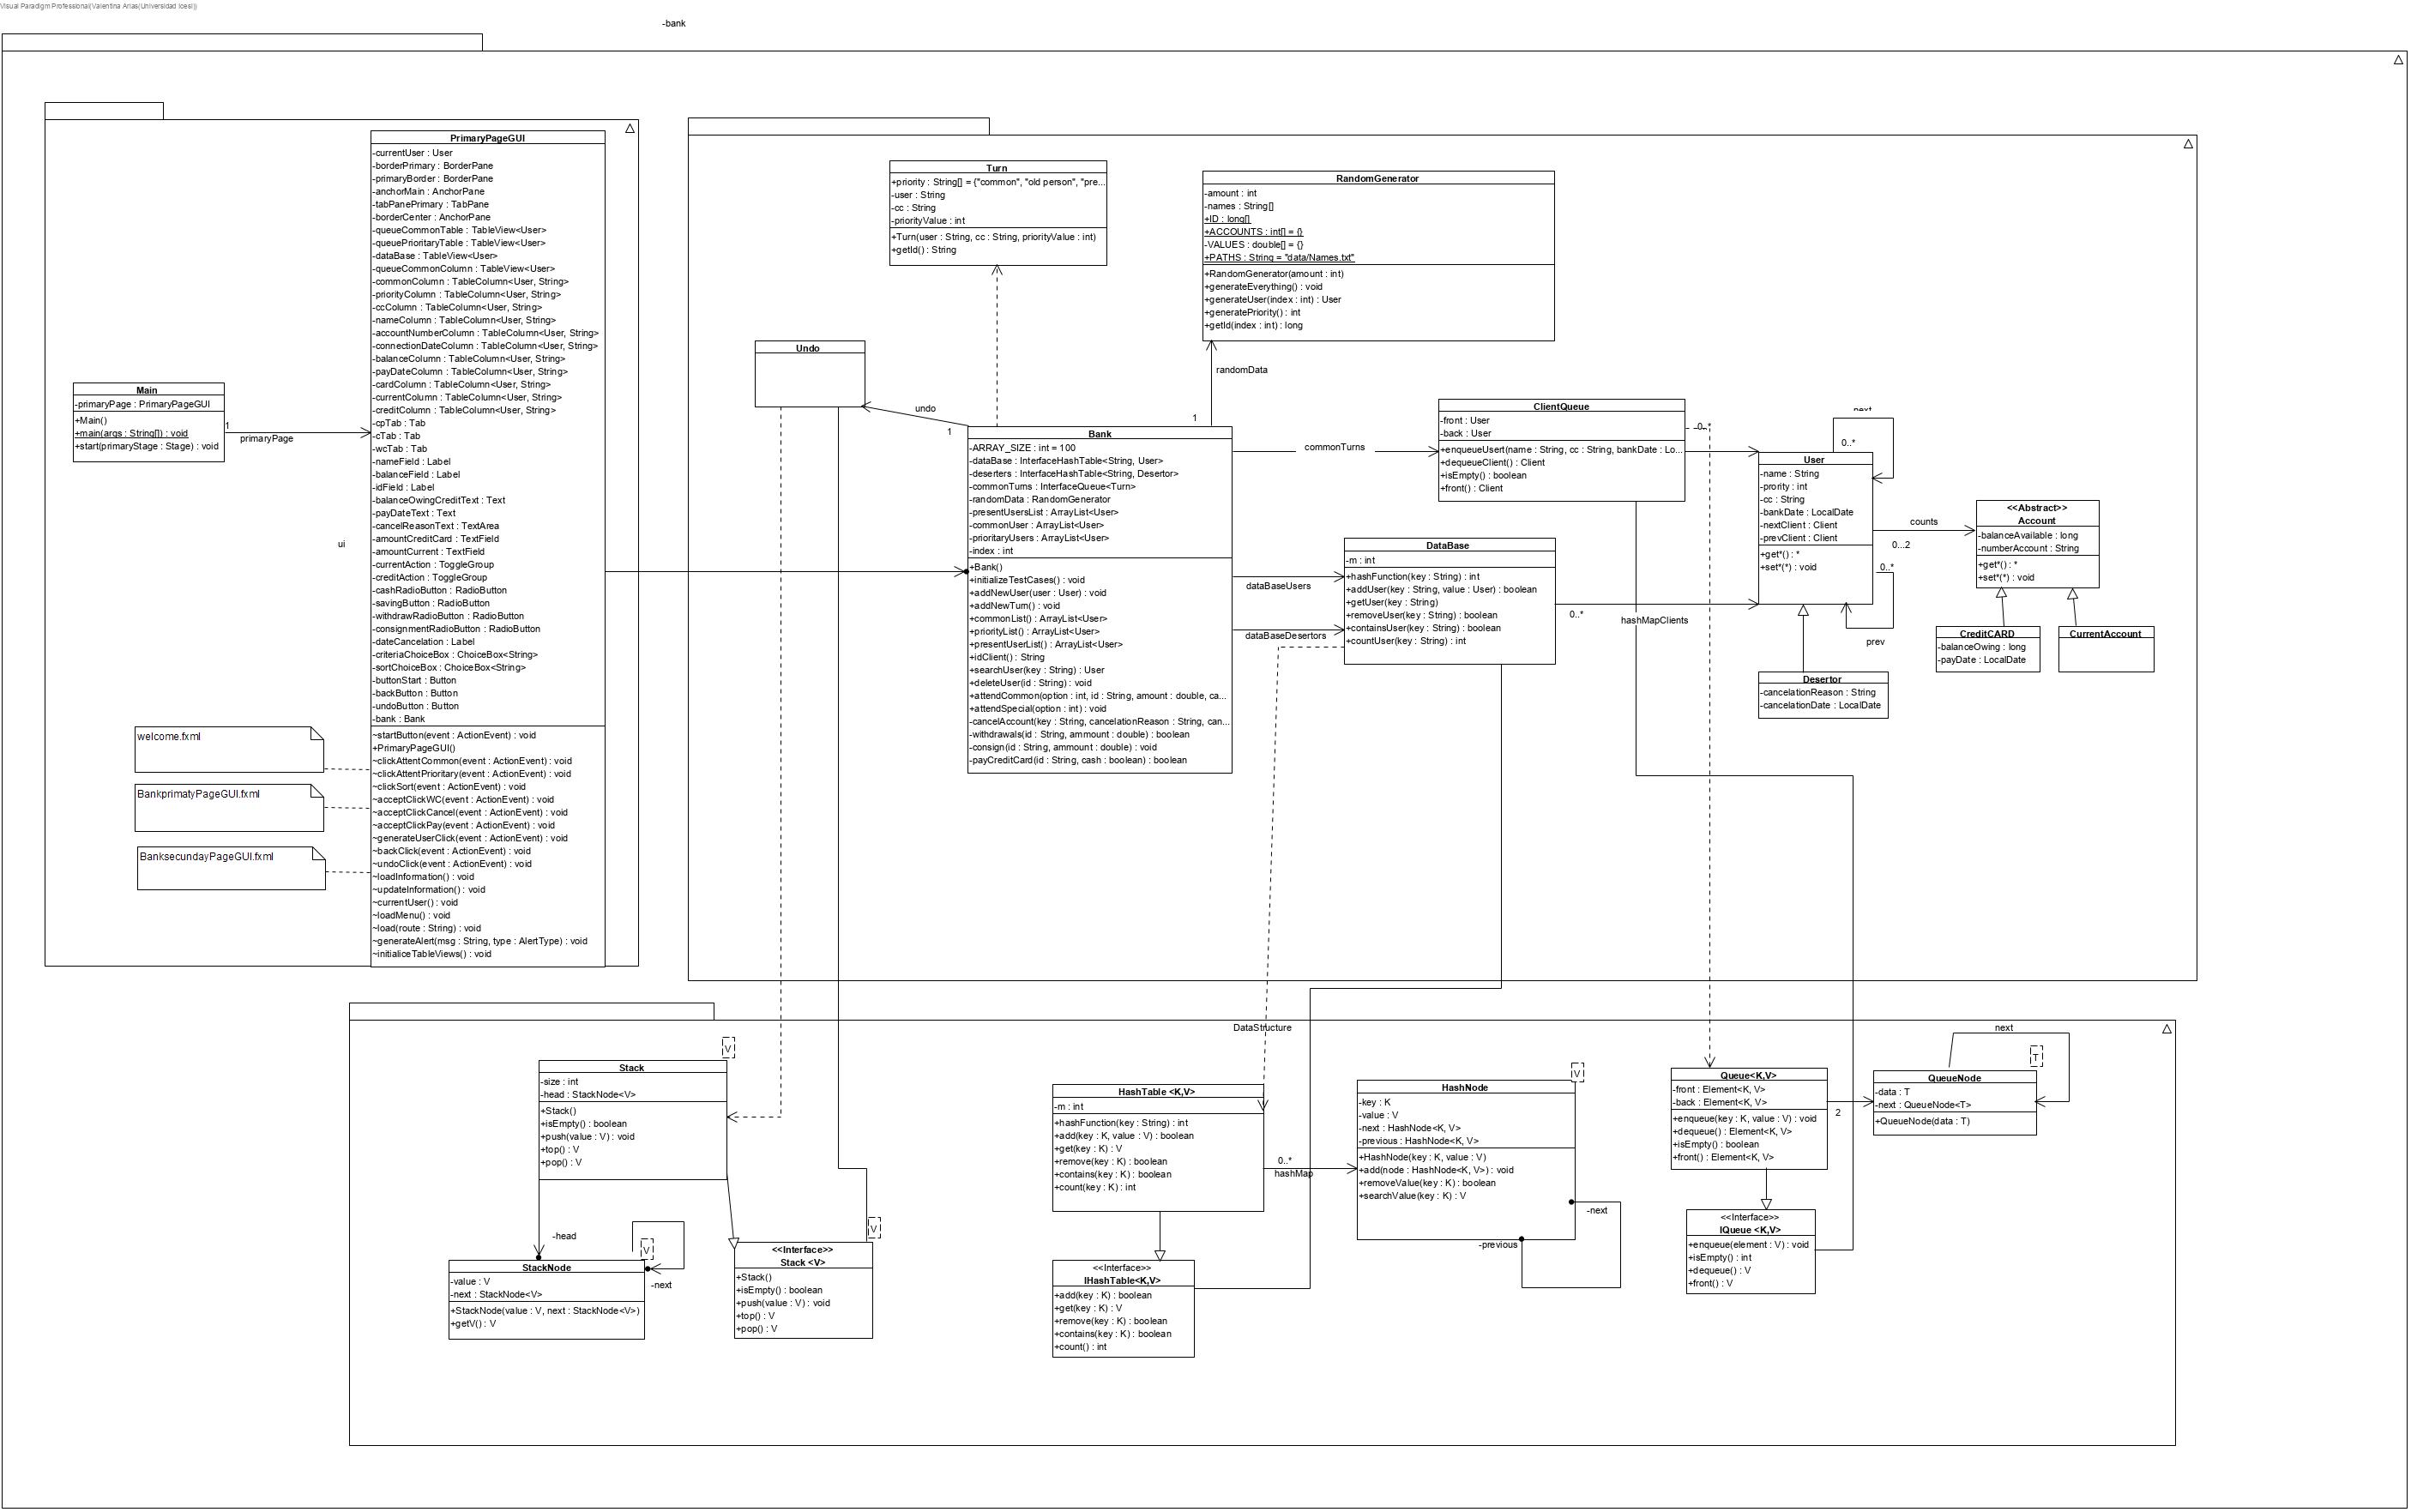 Visual Paradigm Professional(Valentina Arias(Universidad Icesi))
-bank
PrimaryPageGUI
-currentUser : User
-borderPrimary : BorderPane
-primaryBorder : BorderPane
-anchorMain : AnchorPane
-tabPanePrimary : TabPane
-borderCenter : AnchorPane
-queueCommonTable : TableView<User>
-queuePrioritaryTable : TableView<User>
-dataBase : TableView<User>
-queueCommonColumn : TableView<User>
-commonColumn : TableColumn<User, String>
-priorityColumn : TableColumn<User, String>
-ccColumn : TableColumn<User, String>
-nameColumn : TableColumn<User, String>
-accountNumberColumn : TableColumn<User, String>
-connectionDateColumn : TableColumn<User, String>
-balanceColumn : TableColumn<User, String>
-payDateColumn : TableColumn<User, String>
-cardColumn : TableColumn<User, String>
-currentColumn : TableColumn<User, String>
-creditColumn : TableColumn<User, String>
-cpTab : Tab
-cTab : Tab
-wcTab : Tab
-nameField : Label
-balanceField : Label
-idField : Label
-balanceOwingCreditText : Text
-payDateText : Text
-cancelReasonText : TextArea
-amountCreditCard : TextField
-amountCurrent : TextField
-currentAction : ToggleGroup
-creditAction : ToggleGroup
-cashRadioButton : RadioButton
-savingButton : RadioButton
-withdrawRadioButton : RadioButton
-consignmentRadioButton : RadioButton
-dateCancelation : Label
-criteriaChoiceBox : ChoiceBox<String>
-sortChoiceBox : ChoiceBox<String>
-buttonStart : Button
-backButton : Button
-undoButton : Button
-bank : Bank
~startButton(event : ActionEvent) : void
+PrimaryPageGUI()
~clickAttentCommon(event : ActionEvent) : void
~clickAttentPrioritary(event : ActionEvent) : void
~clickSort(event : ActionEvent) : void
~acceptClickWC(event : ActionEvent) : void
~acceptClickCancel(event : ActionEvent) : void
~acceptClickPay(event : ActionEvent) : void
~generateUserClick(event : ActionEvent) : void
~backClick(event : ActionEvent) : void
~undoClick(event : ActionEvent) : void
~loadInformation() : void
~updateInformation() : void
~currentUser() : void
~loadMenu() : void
~load(route : String) : void
~generateAlert(msg : String, type : AlertType) : void
~initialiceTableViews() : void
Main
-primaryPage : PrimaryPageGUI
+Main()
+main(args : String[]) : void
+start(primaryStage : Stage) : void
1
primaryPage
ui
welcome.fxml
BankprimatyPageGUI.fxml
BanksecundayPageGUI.fxml
Turn
+priority : String[] = {"common", "old person", "pre...
-user : String
-cc : String
-priorityValue : int
+Turn(user : String, cc : String, priorityValue : int)
+getId() : String
RandomGenerator
-amount : int
-names : String[]
+ID : long[]
+ACCOUNTS : int[] = {}
-VALUES : double[] = {}
+PATHS : String = "data/Names.txt"
+RandomGenerator(amount : int)
+generateEverything() : void
+generateUser(index : int) : User
+generatePriority() : int
+getId(index : int) : long
Undo
undo
1
randomData
1
Bank
-ARRAY_SIZE : int = 100
-dataBase : InterfaceHashTable<String, User>
-deserters : InterfaceHashTable<String, Desertor>
-commonTurns : InterfaceQueue<Turn>
-randomData : RandomGenerator
-presentUsersList : ArrayList<User>
-commonUser : ArrayList<User>
-prioritaryUsers : ArrayList<User>
-index : int
+Bank()
+initializeTestCases() : void
+addNewUser(user : User) : void
+addNewTurn() : void
+commonList() : ArrayList<User>
+priorityList() : ArrayList<User>
+presentUserList() : ArrayList<User>
+idClient() : String
+searchUser(key : String) : User
+deleteUser(id : String) : void
+attendCommon(option : int, id : String, amount : double, ca...
+attendSpecial(option : int) : void
-cancelAccount(key : String, cancelationReason : String, can...
-withdrawals(id : String, ammount : double) : boolean
-consign(id : String, ammount : double) : void
-payCreditCard(id : String, cash : boolean) : boolean
commonTurns
ClientQueue
-front : User
-back : User
+enqueueUsert(name : String, cc : String, bankDate : Lo...
+dequeueClient() : Client
+isEmpty() : boolean
+front() : Client
0..*
next
0..*
User
-name : String
-prority : int
-cc : String
-bankDate : LocalDate
-nextClient : Client
-prevClient : Client
+get*() : *
+set*(*) : void
counts
0...2
0..*
prev
<<Abstract>>
Account
-balanceAvailable : long
-numberAccount : String
+get*() : *
+set*(*) : void
CreditCARD
-balanceOwing : long
-payDate : LocalDate
CurrentAccount
Desertor
-cancelationReason : String
-cancelationDate : LocalDate
dataBaseUsers
dataBaseDesertors
DataBase
-m : int
+hashFunction(key : String) : int
+addUser(key : String, value : User) : boolean
+getUser(key : String)
+removeUser(key : String) : boolean
+containsUser(key : String) : boolean
+countUser(key : String) : int
0..*
hashMapClients
DataStructure
V
Stack
-size : int
-head : StackNode<V>
+Stack()
+isEmpty() : boolean
+push(value : V) : void
+top() : V
+pop() : V
-head
V
-next
StackNode
-value : V
-next : StackNode<V>
+StackNode(value : V, next : StackNode<V>)
+getV() : V
V
<<Interface>>
Stack <V>
+Stack()
+isEmpty() : boolean
+push(value : V) : void
+top() : V
+pop() : V
HashTable <K,V>
-m : int
+hashFunction(key : String) : int
+add(key : K, value : V) : boolean
+get(key : K) : V
+remove(key : K) : boolean
+contains(key : K) : boolean
+count(key : K) : int
0..*
hashMap
<<Interface>>
IHashTable<K,V>
+add(key : K) : boolean
+get(key : K) : V
+remove(key : K) : boolean
+contains(key : K) : boolean
+count() : int
V
HashNode
-key : K
-value : V
-next : HashNode<K, V>
-previous : HashNode<K, V>
+HashNode(key : K, value : V)
+add(node : HashNode<K, V>) : void
+removeValue(key : K) : boolean
+searchValue(key : K) : V
-next
-previous
Queue<K,V>
-front : Element<K, V>
-back : Element<K, V>
+enqueue(key : K, value : V) : void
+dequeue() : Element<K, V>
+isEmpty() : boolean
+front() : Element<K, V>
2
next
T
QueueNode
-data : T
-next : QueueNode<T>
+QueueNode(data : T)
<<Interface>>
IQueue <K,V>
+enqueue(element : V) : void
+isEmpty() : int
+dequeue() : V
+front() : V